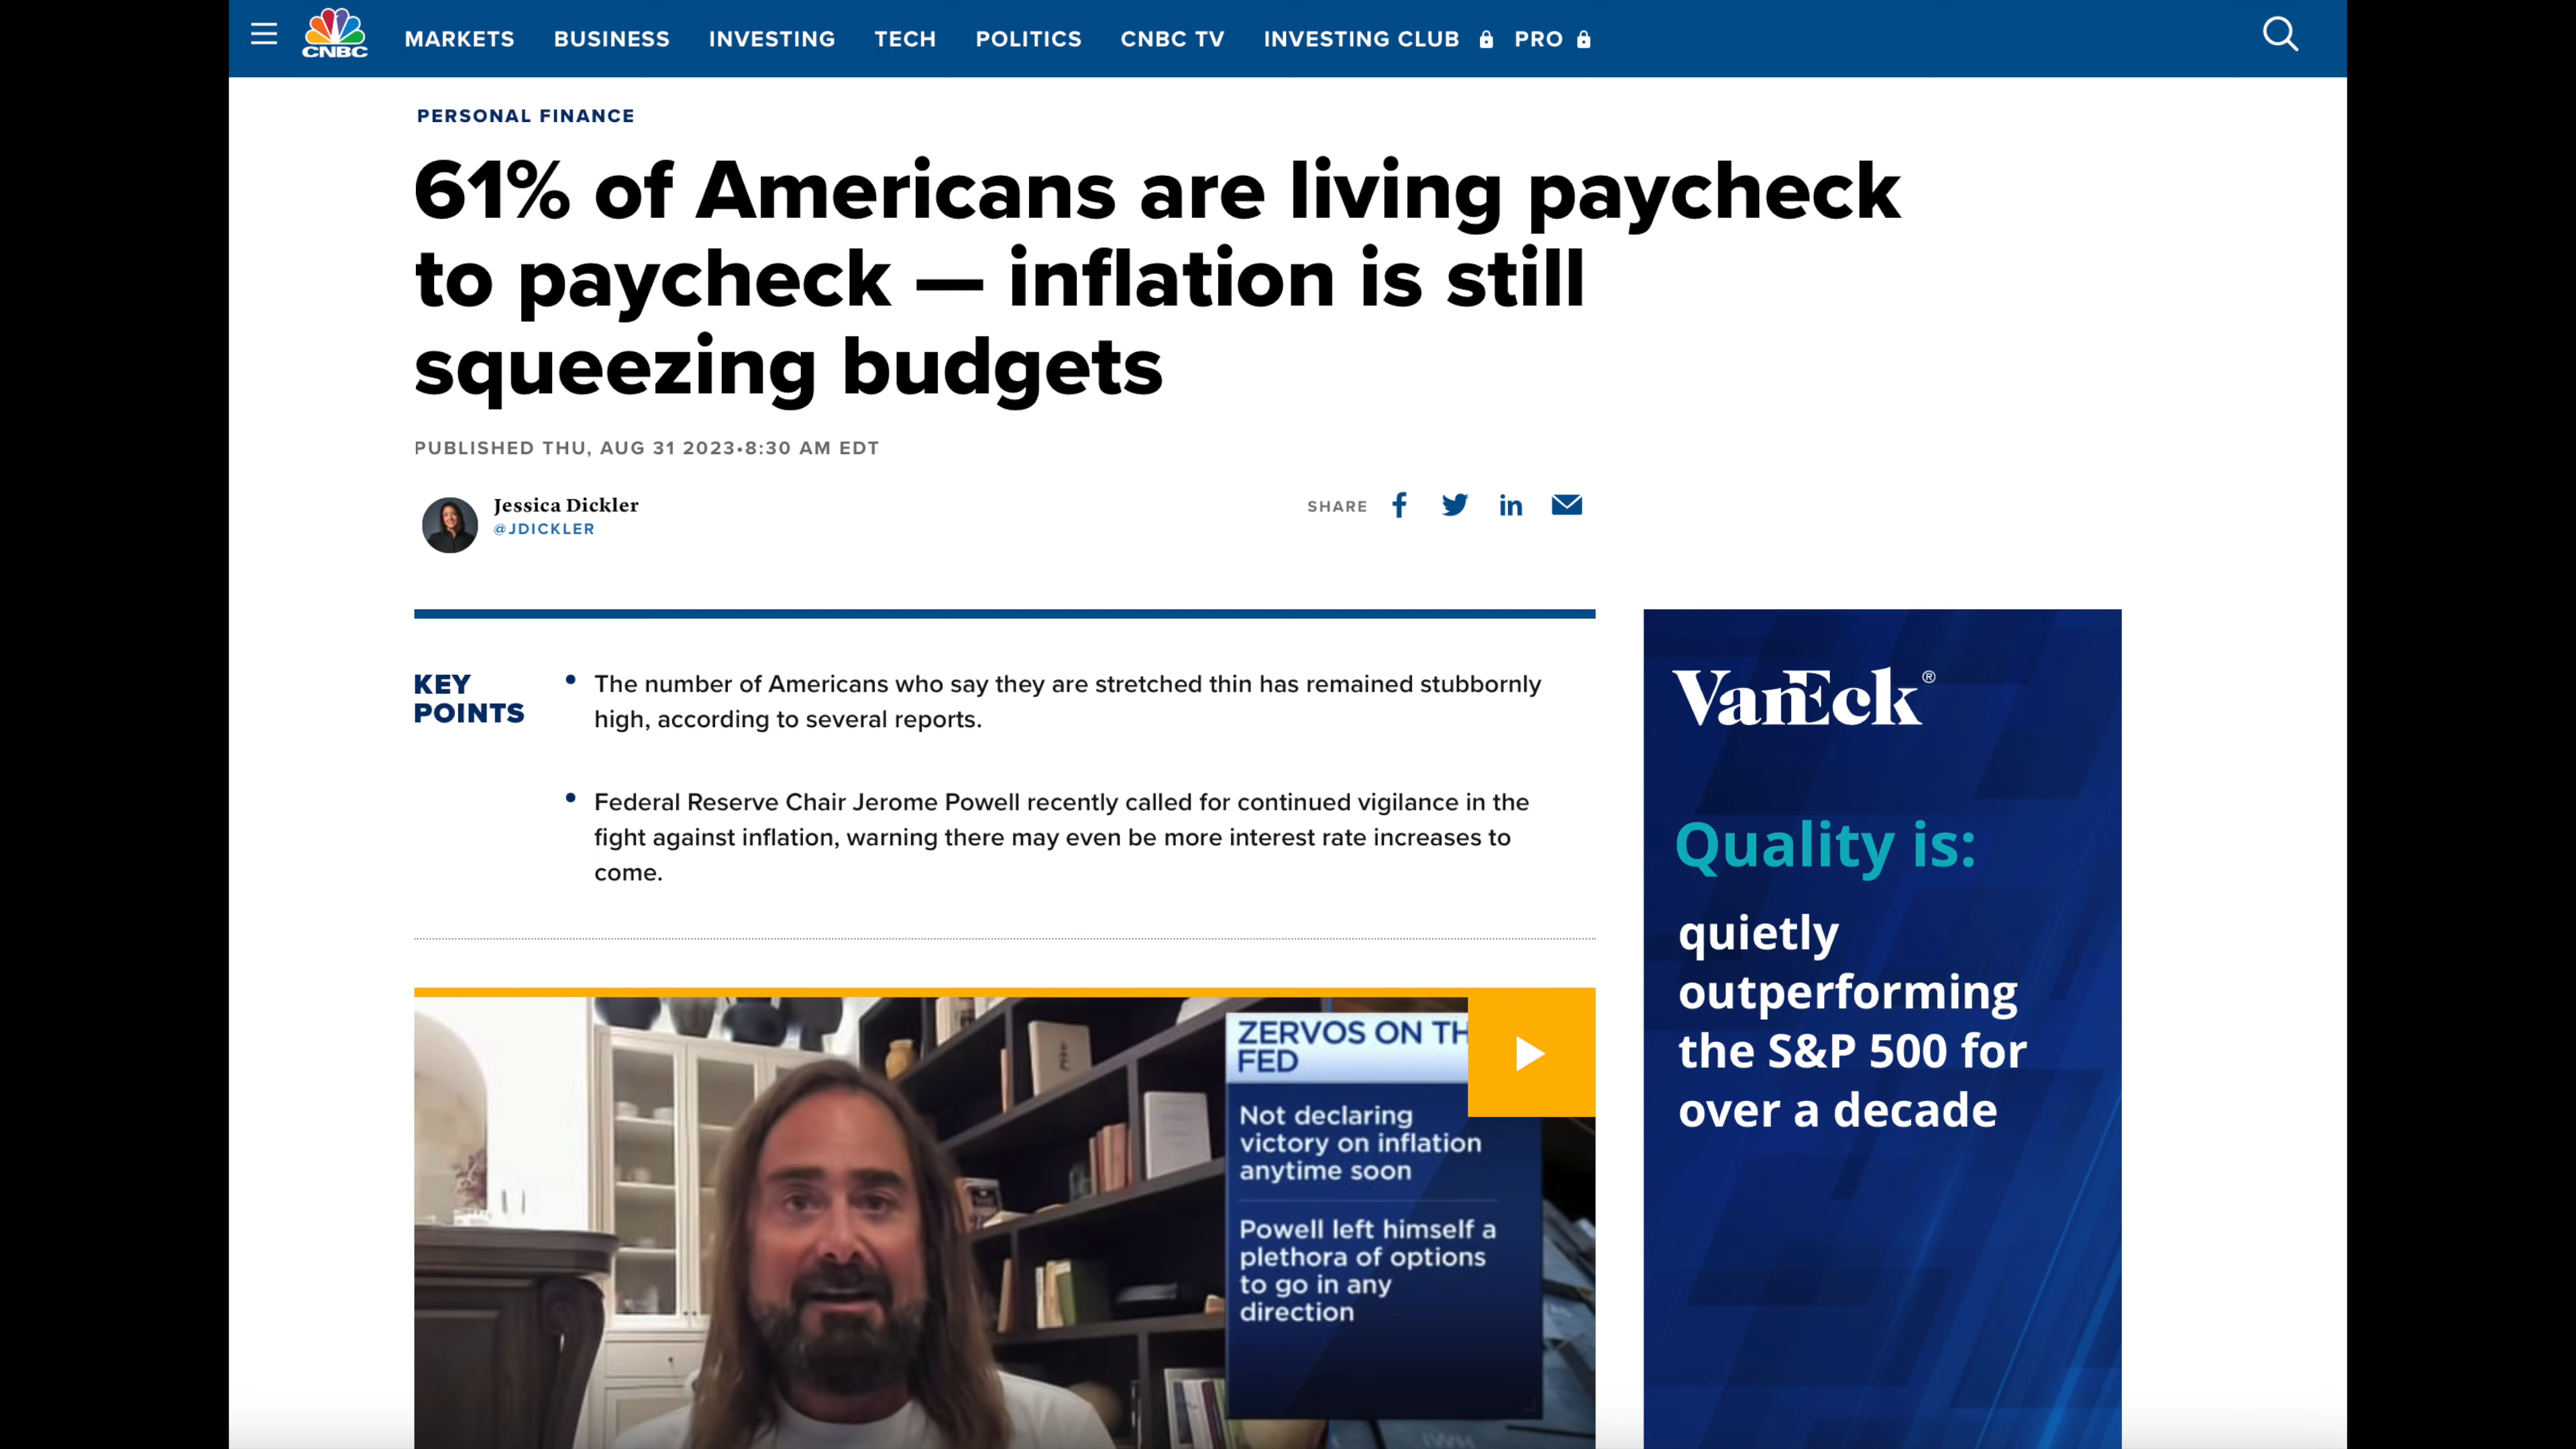 CNBC
MARKETS BUSINESS INVESTING TECH POLITICS CNBC TV INVESTING CLUB PRO
PERSONAL FINANCE
61% of Americans are living paycheck
to paycheck — inflation is still
squeezing budgets
PUBLISHED THU, AUG 31 2023•8:30 AM EDT
Jessica Dickler
@JDICKLER
SHARE
KEY
POINTS
• The number of Americans who say they are stretched thin has remained stubbornly
high, according to several reports.
• Federal Reserve Chair Jerome Powell recently called for continued vigilance in the
fight against inflation, warning there may even be more interest rate increases to
come.
ZERVOS ON TH
FED
Not declaring
victory on inflation
anytime soon
Powell left himself a
plethora of options
to go in any
direction
VanEck®
Quality is:
quietly
outperforming
the S&P 500 for
over a decade